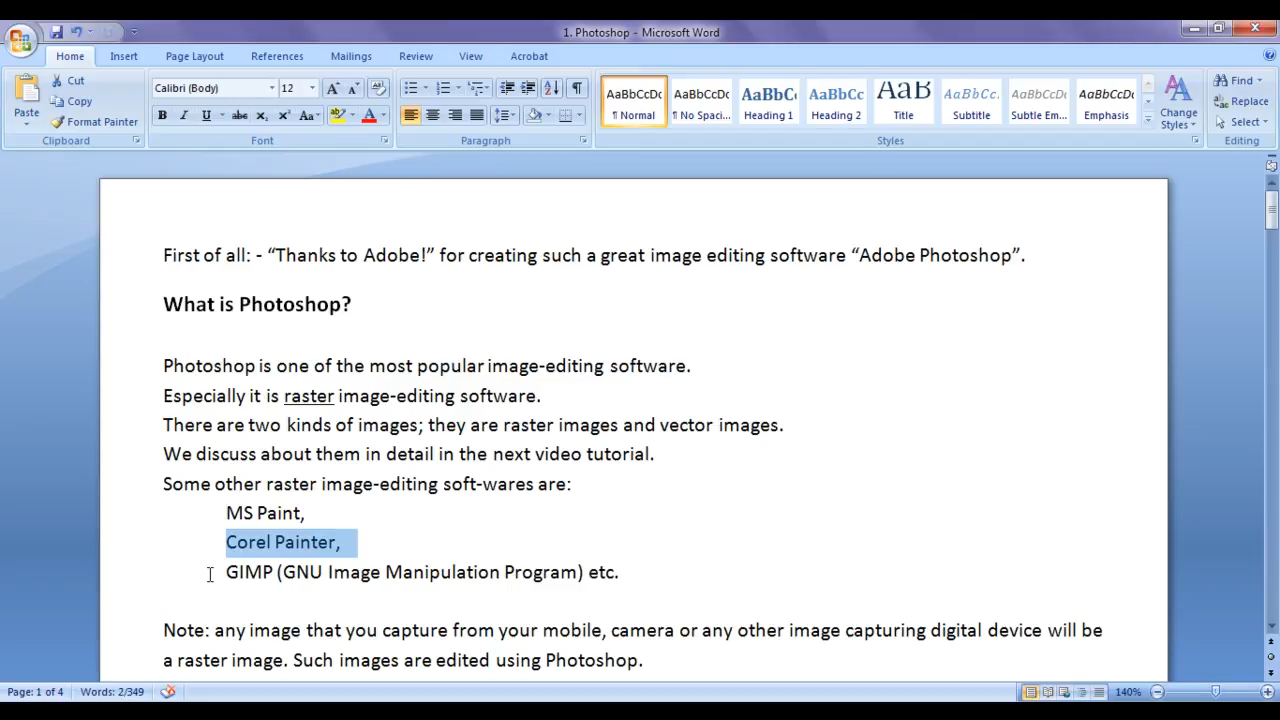 1. Photoshop - Microsoft Word
Home Insert Page Layout References Mailings Review View Acrobat
Paste
Cut
Copy
Format Painter
Clipboard
Calibri (Body) 12
Font
Paragraph
AaBbCcDc AaBbCcDc AaBbC AaBbCc AaB AaBbCc. AaBbCcDc AaBbCcDc
¶ Normal ¶ No Spaci... Heading 1 Heading 2 Title Subtitle Subtle Em... Emphasis
Styles
Change Styles
Find
Replace
Select
Editing
First of all: - “Thanks to Adobe!” for creating such a great image editing software “Adobe Photoshop”.
What is Photoshop?
Photoshop is one of the most popular image-editing software.
Especially it is raster image-editing software.
There are two kinds of images; they are raster images and vector images.
We discuss about them in detail in the next video tutorial.
Some other raster image-editing soft-wares are:
MS Paint,
Corel Painter,
GIMP (GNU Image Manipulation Program) etc.
Note: any image that you capture from your mobile, camera or any other image capturing digital device will be
a raster image. Such images are edited using Photoshop.
Page: 1 of 4 Words: 2/349 140%